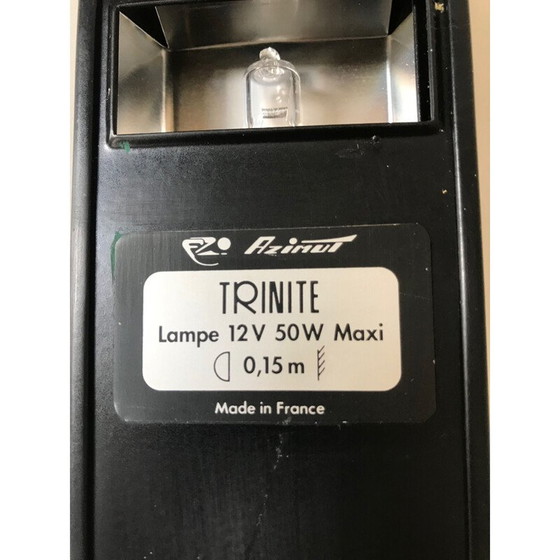 Azimut
TRINITE
Lampe 12V 50W Maxi
0,15 m
Made in France